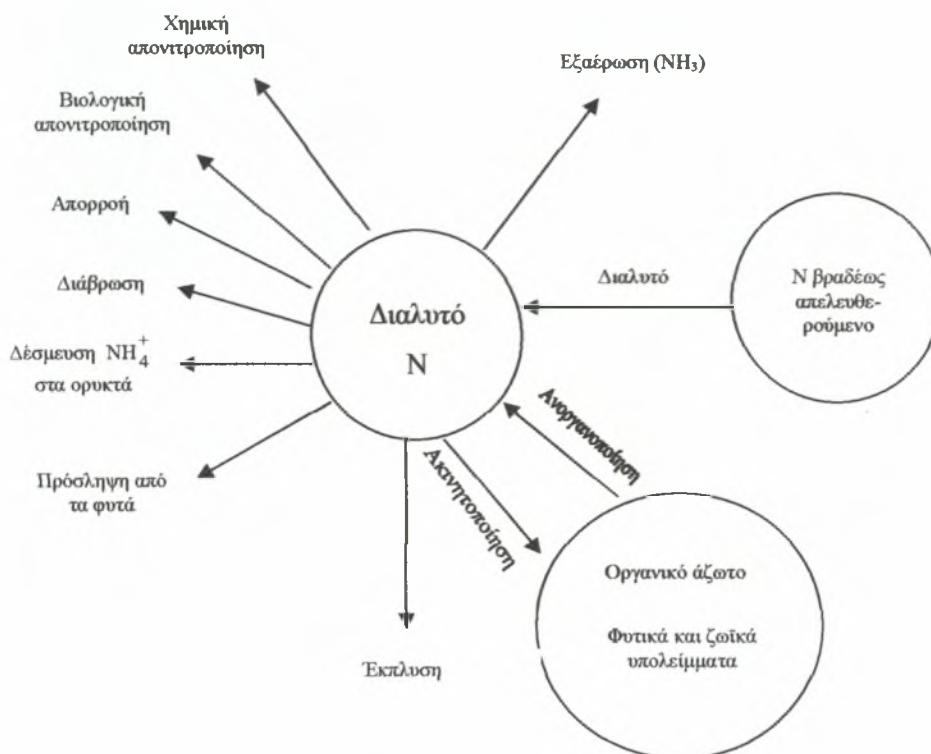 Χημική
απονιτροποίηση
Εξαέρωση (NH₃)
Βιολογική
απονιτροποίηση
Απορροή
Διάβρωση
Δέσμευση NH₄⁺
στα ορυκτά
Πρόσληψη από
τα φυτά
Διαλυτό
N
Διαλυτό
N βραδέως
απελευθε-
ρούμενο
Ανοργανοποίηση
Ακινητοποίηση
Έκπλυση
Οργανικό άζωτο
Φυτικά και ζωϊκά
υπολείμματα